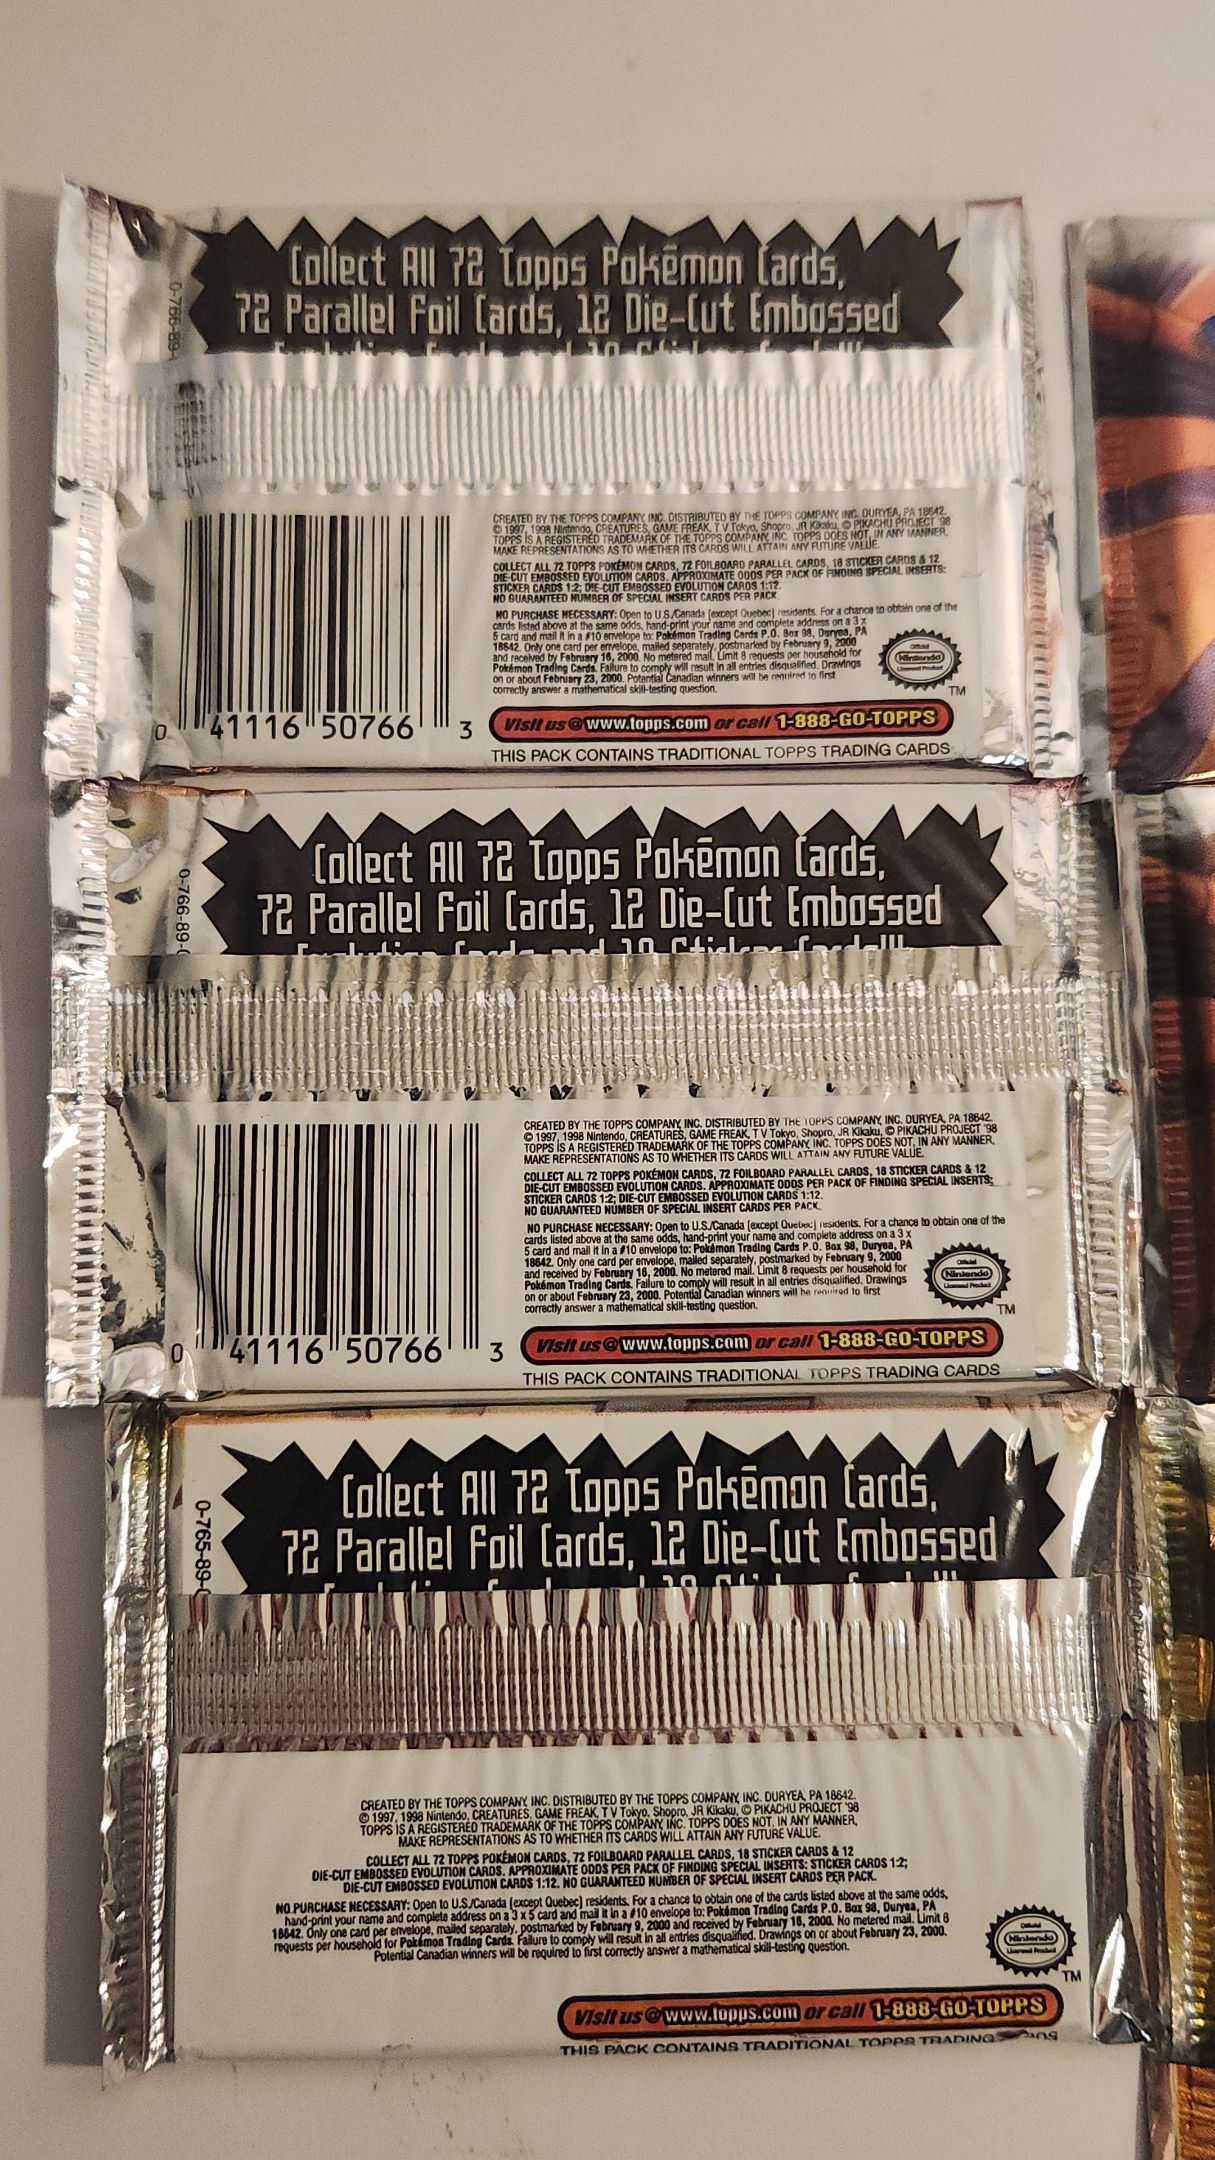 Collect All 72 Topps Pokémon Cards,
72 Parallel Foil Cards, 12 Die-Cut Embossed
0-766-89-
CREATED BY THE TOPPS COMPANY, INC. DISTRIBUTED BY THE TOPPS COMPANY, INC. DURYEA, PA 18642.
© 1997, 1998 Nintendo, CREATURES, GAME FREAK, T V Tokyo, Shopro, JR Kikaku, © PIKACHU PROJECT '98
TOPPS IS A REGISTERED TRADEMARK OF THE TOPPS COMPANY, INC. TOPPS DOES NOT, IN ANY MANNER,
MAKE REPRESENTATIONS AS TO WHETHER ITS CARDS WILL ATTAIN ANY FUTURE VALUE.
COLLECT ALL 72 TOPPS POKÉMON CARDS, 72 FOILBOARD PARALLEL CARDS, 18 STICKER CARDS & 12
DIE-CUT EMBOSSED EVOLUTION CARDS. APPROXIMATE ODDS PER PACK OF FINDING SPECIAL INSERTS:
STICKER CARDS 1:2; DIE-CUT EMBOSSED EVOLUTION CARDS 1:12.
NO GUARANTEED NUMBER OF SPECIAL INSERT CARDS PER PACK.
NO PURCHASE NECESSARY: Open to U.S./Canada (except Quebec) residents. For a chance to obtain one of the
cards listed above at the same odds, hand-print your name and complete address on a 3 x
5 card and mail it in a #10 envelope to: Pokémon Trading Cards P.O. Box 98, Duryea, PA
18642. Only one card per envelope, mailed separately, postmarked by February 9, 2000
and received by February 16, 2000. No metered mail. Limit 8 requests per household for
Pokémon Trading Cards. Failure to comply will result in all entries disqualified. Drawings
on or about February 23, 2000. Potential Canadian winners will be required to first
correctly answer a mathematical skill-testing question.
Official
Nintendo
Licensed Product
TM
0 41116 50766 3
Visit us @ www.topps.com or call 1-888-GO-TOPPS
THIS PACK CONTAINS TRADITIONAL TOPPS TRADING CARDS
Collect All 72 Topps Pokémon Cards,
72 Parallel Foil Cards, 12 Die-Cut Embossed
0-766-89-
CREATED BY THE TOPPS COMPANY, INC. DISTRIBUTED BY THE TOPPS COMPANY, INC. DURYEA, PA 18642.
© 1997, 1998 Nintendo, CREATURES, GAME FREAK, T V Tokyo, Shopro, JR Kikaku, © PIKACHU PROJECT '98
TOPPS IS A REGISTERED TRADEMARK OF THE TOPPS COMPANY, INC. TOPPS DOES NOT, IN ANY MANNER,
MAKE REPRESENTATIONS AS TO WHETHER ITS CARDS WILL ATTAIN ANY FUTURE VALUE.
COLLECT ALL 72 TOPPS POKÉMON CARDS, 72 FOILBOARD PARALLEL CARDS, 18 STICKER CARDS & 12
DIE-CUT EMBOSSED EVOLUTION CARDS. APPROXIMATE ODDS PER PACK OF FINDING SPECIAL INSERTS:
STICKER CARDS 1:2; DIE-CUT EMBOSSED EVOLUTION CARDS 1:12.
NO GUARANTEED NUMBER OF SPECIAL INSERT CARDS PER PACK.
NO PURCHASE NECESSARY: Open to U.S./Canada (except Quebec) residents. For a chance to obtain one of the
cards listed above at the same odds, hand-print your name and complete address on a 3 x
5 card and mail it in a #10 envelope to: Pokémon Trading Cards P.O. Box 98, Duryea, PA
18642. Only one card per envelope, mailed separately, postmarked by February 9, 2000
and received by February 16, 2000. No metered mail. Limit 8 requests per household for
Pokémon Trading Cards. Failure to comply will result in all entries disqualified. Drawings
on or about February 23, 2000. Potential Canadian winners will be required to first
correctly answer a mathematical skill-testing question.
Official
Nintendo
Licensed Product
TM
0 41116 50766 3
Visit us @ www.topps.com or call 1-888-GO-TOPPS
THIS PACK CONTAINS TRADITIONAL TOPPS TRADING CARDS
Collect All 72 Topps Pokémon Cards,
72 Parallel Foil Cards, 12 Die-Cut Embossed
0-765-89-
CREATED BY THE TOPPS COMPANY, INC. DISTRIBUTED BY THE TOPPS COMPANY, INC. DURYEA, PA 18642.
© 1997, 1998 Nintendo, CREATURES, GAME FREAK, T V Tokyo, Shopro, JR Kikaku, © PIKACHU PROJECT '98
TOPPS IS A REGISTERED TRADEMARK OF THE TOPPS COMPANY, INC. TOPPS DOES NOT, IN ANY MANNER,
MAKE REPRESENTATIONS AS TO WHETHER ITS CARDS WILL ATTAIN ANY FUTURE VALUE.
COLLECT ALL 72 TOPPS POKÉMON CARDS, 72 FOILBOARD PARALLEL CARDS, 18 STICKER CARDS & 12
DIE-CUT EMBOSSED EVOLUTION CARDS. APPROXIMATE ODDS PER PACK OF FINDING SPECIAL INSERTS: STICKER CARDS 1:2;
DIE-CUT EMBOSSED EVOLUTION CARDS 1:12. NO GUARANTEED NUMBER OF SPECIAL INSERT CARDS PER PACK.
NO PURCHASE NECESSARY: Open to U.S./Canada (except Quebec) residents. For a chance to obtain one of the cards listed above at the same odds,
hand-print your name and complete address on a 3 x 5 card and mail it in a #10 envelope to: Pokémon Trading Cards P.O. Box 98, Duryea, PA
18642. Only one card per envelope, mailed separately, postmarked by February 9, 2000 and received by February 16, 2000. No metered mail. Limit 8
requests per household for Pokémon Trading Cards. Failure to comply will result in all entries disqualified. Drawings on or about February 23, 2000.
Potential Canadian winners will be required to first correctly answer a mathematical skill-testing question.
Official
Nintendo
Licensed Product
TM
Visit us @ www.topps.com or call 1-888-GO-TOPPS
THIS PACK CONTAINS TRADITIONAL TOPPS TRADING